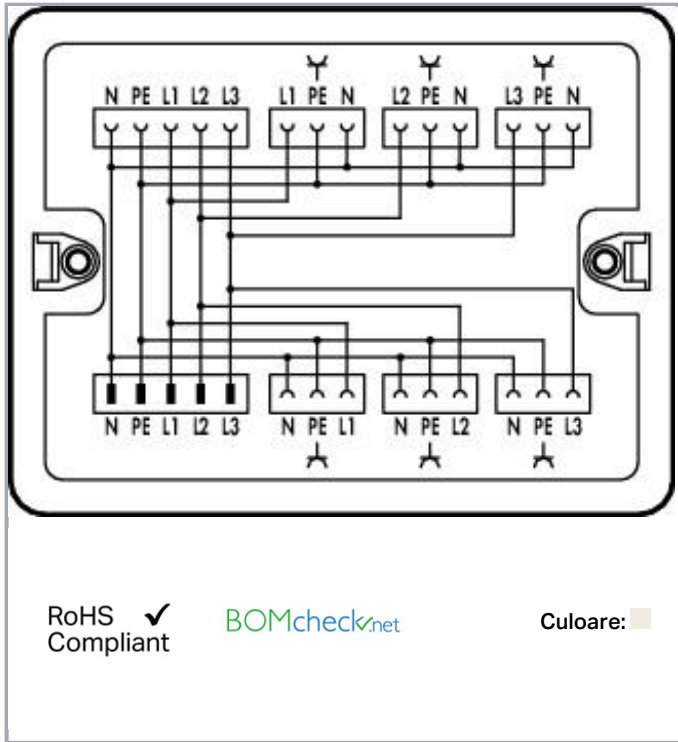 N PE L1 L2 L3 L1 PE N L2 PE N L3 PE N
N PE L1 L2 L3 N PE L1 N PE L2 N PE L3
RoHS
Compliant
BOMcheck.net
Culoare: